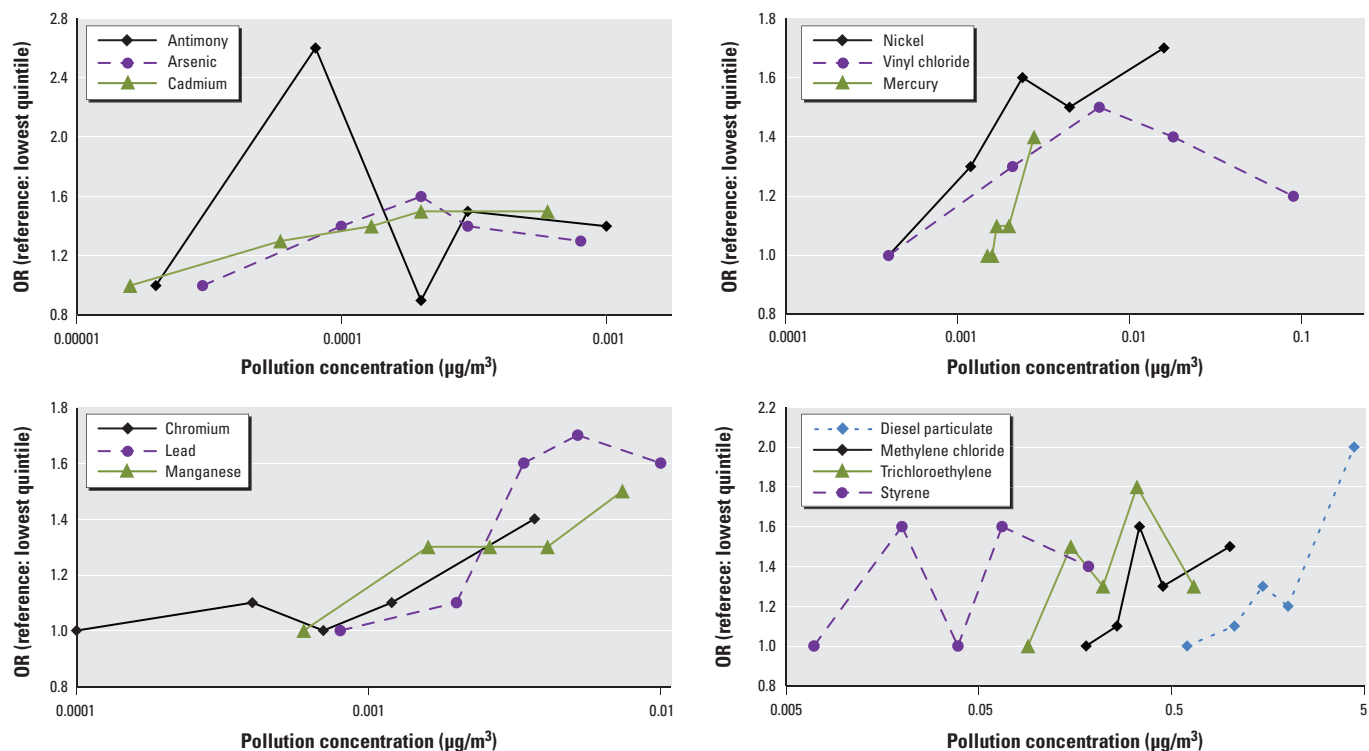 OR (reference: lowest quintile)
2.8
2.4
2.0
1.6
1.2
0.8
Antimony
Arsenic
Cadmium
0.00001
0.0001
0.001
Pollution concentration (µg/m³)
OR (reference: lowest quintile)
1.8
1.6
1.4
1.2
1.0
0.8
Nickel
Vinyl chloride
Mercury
0.0001
0.001
0.01
0.1
Pollution concentration (µg/m³)
OR (reference: lowest quintile)
1.8
1.6
1.4
1.2
1.0
0.8
Chromium
Lead
Manganese
0.0001
0.001
0.01
Pollution concentration (µg/m³)
OR (reference: lowest quintile)
2.2
2.0
1.8
1.6
1.4
1.2
1.0
0.8
Diesel particulate
Methylene chloride
Trichloroethylene
Styrene
0.005
0.05
0.5
5
Pollution concentration (µg/m³)